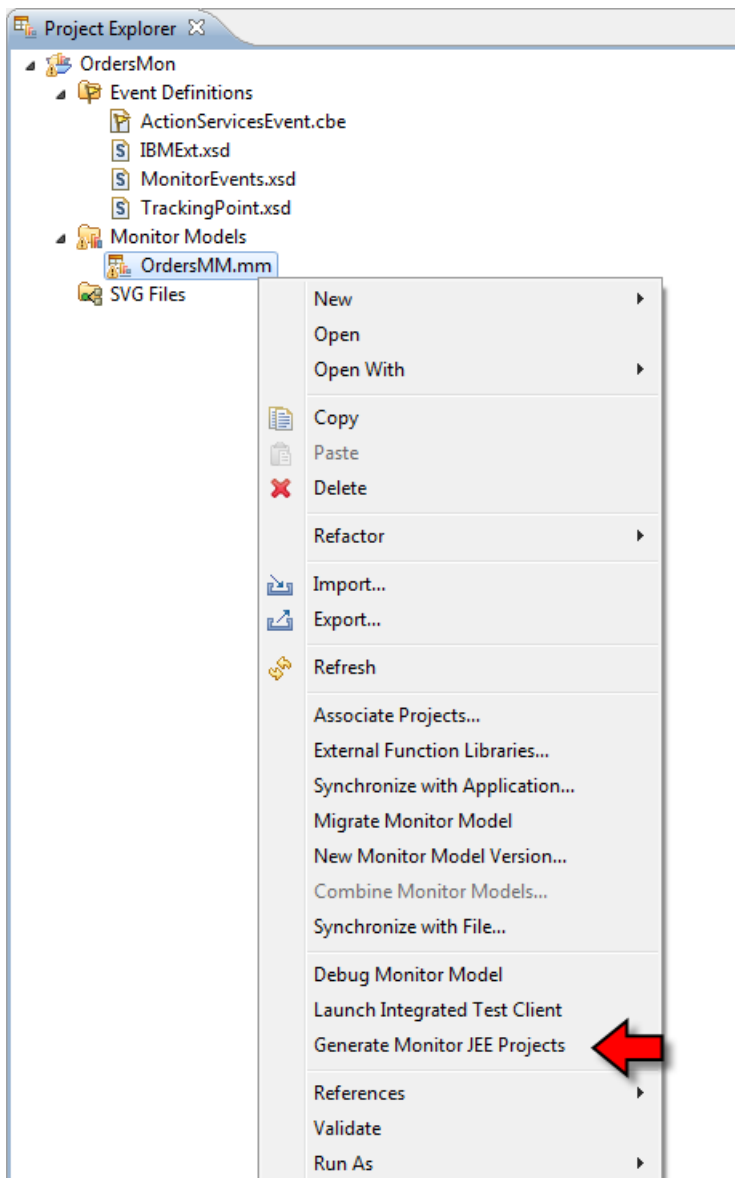 Project Explorer
OrdersMon
Event Definitions
ActionServicesEvent.cbe
IBMExt.xsd
MonitorEvents.xsd
TrackingPoint.xsd
Monitor Models
OrdersMM.mm
SVG Files
New
Open
Open With
Copy
Paste
Delete
Refactor
Import...
Export...
Refresh
Associate Projects...
External Function Libraries...
Synchronize with Application...
Migrate Monitor Model
New Monitor Model Version...
Combine Monitor Models...
Synchronize with File...
Debug Monitor Model
Launch Integrated Test Client
Generate Monitor JEE Projects
References
Validate
Run As